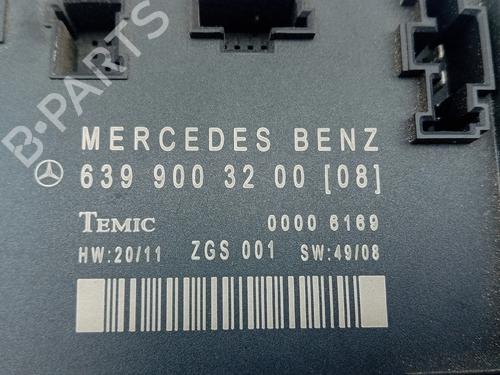 B-PARTS
MERCEDES BENZ
639 900 32 00 [08]
TEMIC 0000 6169
HW:20/11 ZGS 001 SW:49/08